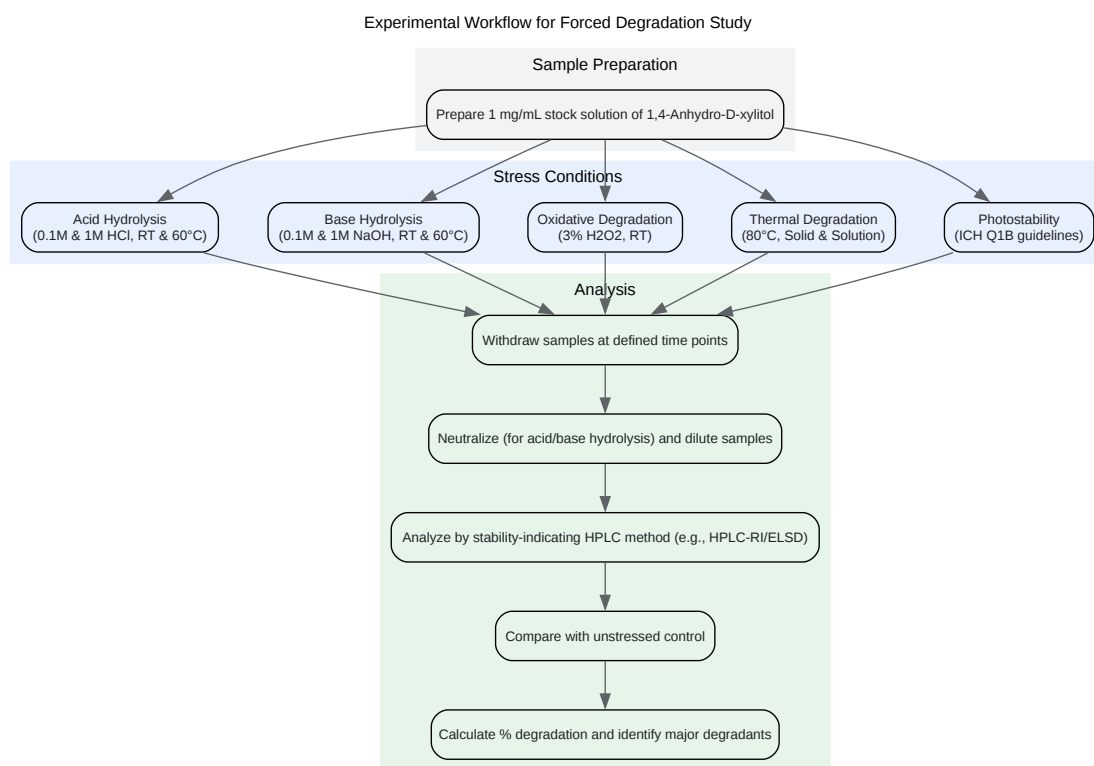 Experimental Workflow for Forced Degradation Study
Sample Preparation
Prepare 1 mg/mL stock solution of 1,4-Anhydro-D-xylitol
Stress Conditions
Acid Hydrolysis
(0.1M & 1M HCl, RT & 60°C)
Base Hydrolysis
(0.1M & 1M NaOH, RT & 60°C)
Oxidative Degradation
(3% H2O2, RT)
Thermal Degradation
(80°C, Solid & Solution)
Photostability
(ICH Q1B guidelines)
Analysis
Withdraw samples at defined time points
Neutralize (for acid/base hydrolysis) and dilute samples
Analyze by stability-indicating HPLC method (e.g., HPLC-RI/ELSD)
Compare with unstressed control
Calculate % degradation and identify major degradants